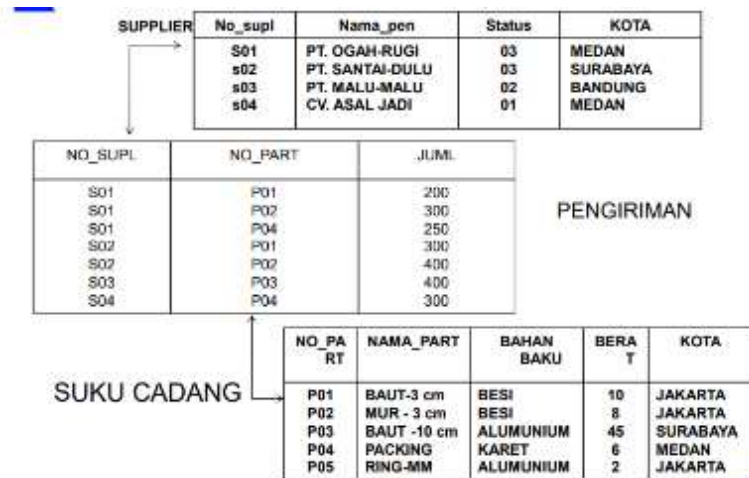 SUPPLIER
No_supl Nama_pen Status KOTA
S01 PT. OGAH-RUGI 03 MEDAN
s02 PT. SANTAI-DULU 03 SURABAYA
s03 PT. MALU-MALU 02 BANDUNG
s04 CV. ASAL JADI 01 MEDAN
NO_SUPL NO_PART JUML
S01 P01 200
S01 P02 300
S01 P04 250
S02 P01 300
S02 P02 400
S03 P03 400
S04 P04 300
PENGIRIMAN
SUKU CADANG
NO_PA NAMA_PART BAHAN BERA KOTA
RT BAKU T
P01 BAUT-3 cm BESI 10 JAKARTA
P02 MUR - 3 cm BESI 8 JAKARTA
P03 BAUT -10 cm ALUMUNIUM 45 SURABAYA
P04 PACKING KARET 6 MEDAN
P05 RING-MM ALUMUNIUM 2 JAKARTA